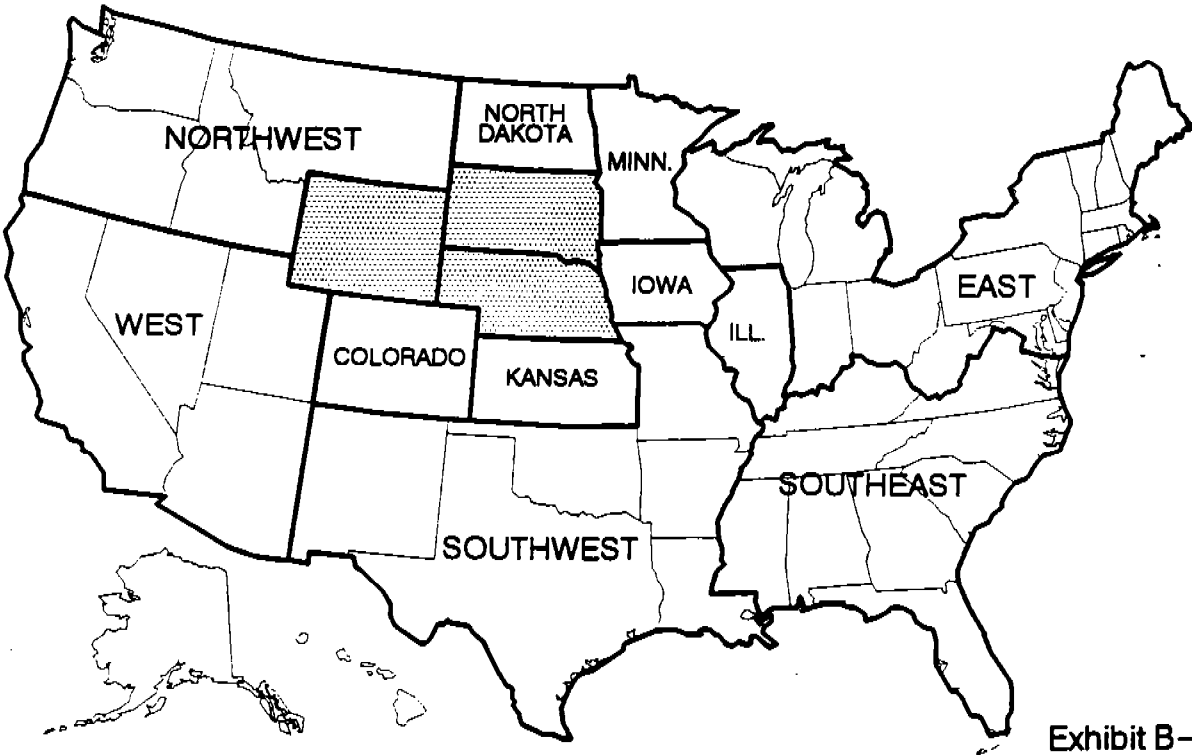 NORTHWEST
NORTH
DAKOTA
MINN.
IOWA
EAST
WEST
ILL.
COLORADO
KANSAS
SOUTHEAST
SOUTHWEST
Exhibit B–